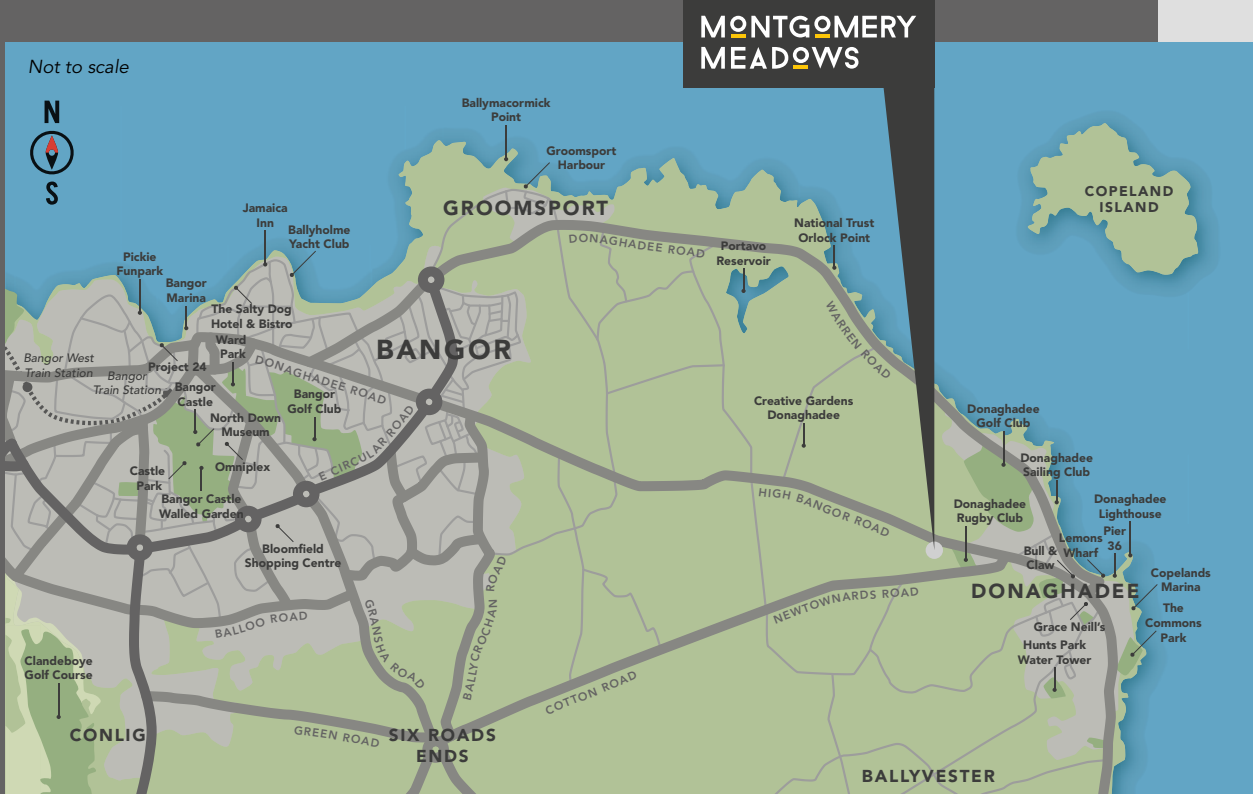 MONTGOMERY
MEADOWS
Not to scale
N
S
Ballymacormick
Point
Groomsport
Harbour
GROOMSPORT
COPELAND
ISLAND
Jamaica
Inn
Ballyholme
Yacht Club
National Trust
Orlock Point
DONAGHADEE ROAD
Portavo
Reservoir
Pickie
Funpark
Bangor
Marina
The Salty Dog
Hotel & Bistro
Ward
Park
WARREN ROAD
BANGOR
Bangor West
Train Station
Project 24
Bangor
Train Station
DONAGHADEE ROAD
Bangor
Castle
Bangor
Golf Club
Creative Gardens
Donaghadee
Donaghadee
Golf Club
North Down
Museum
E CIRCULAR ROAD
Omniplex
Castle
Park
Bangor Castle
Walled Garden
Donaghadee
Sailing Club
HIGH BANGOR ROAD
Donaghadee
Rugby Club
Donaghadee
Lighthouse
Pier
36
Lemons
Wharf
Bull &
Claw
Bloomfield
Shopping Centre
DONAGHADEE
Copelands
Marina
The
Commons
Park
Grace Neill's
Hunts Park
Water Tower
NEWTOWNARDS ROAD
BALLOO ROAD
GRANSHA ROAD
BALLYCROCHAN ROAD
COTTON ROAD
Clandeboye
Golf Course
CONLIG
GREEN ROAD
SIX ROADS
ENDS
BALLYVESTER